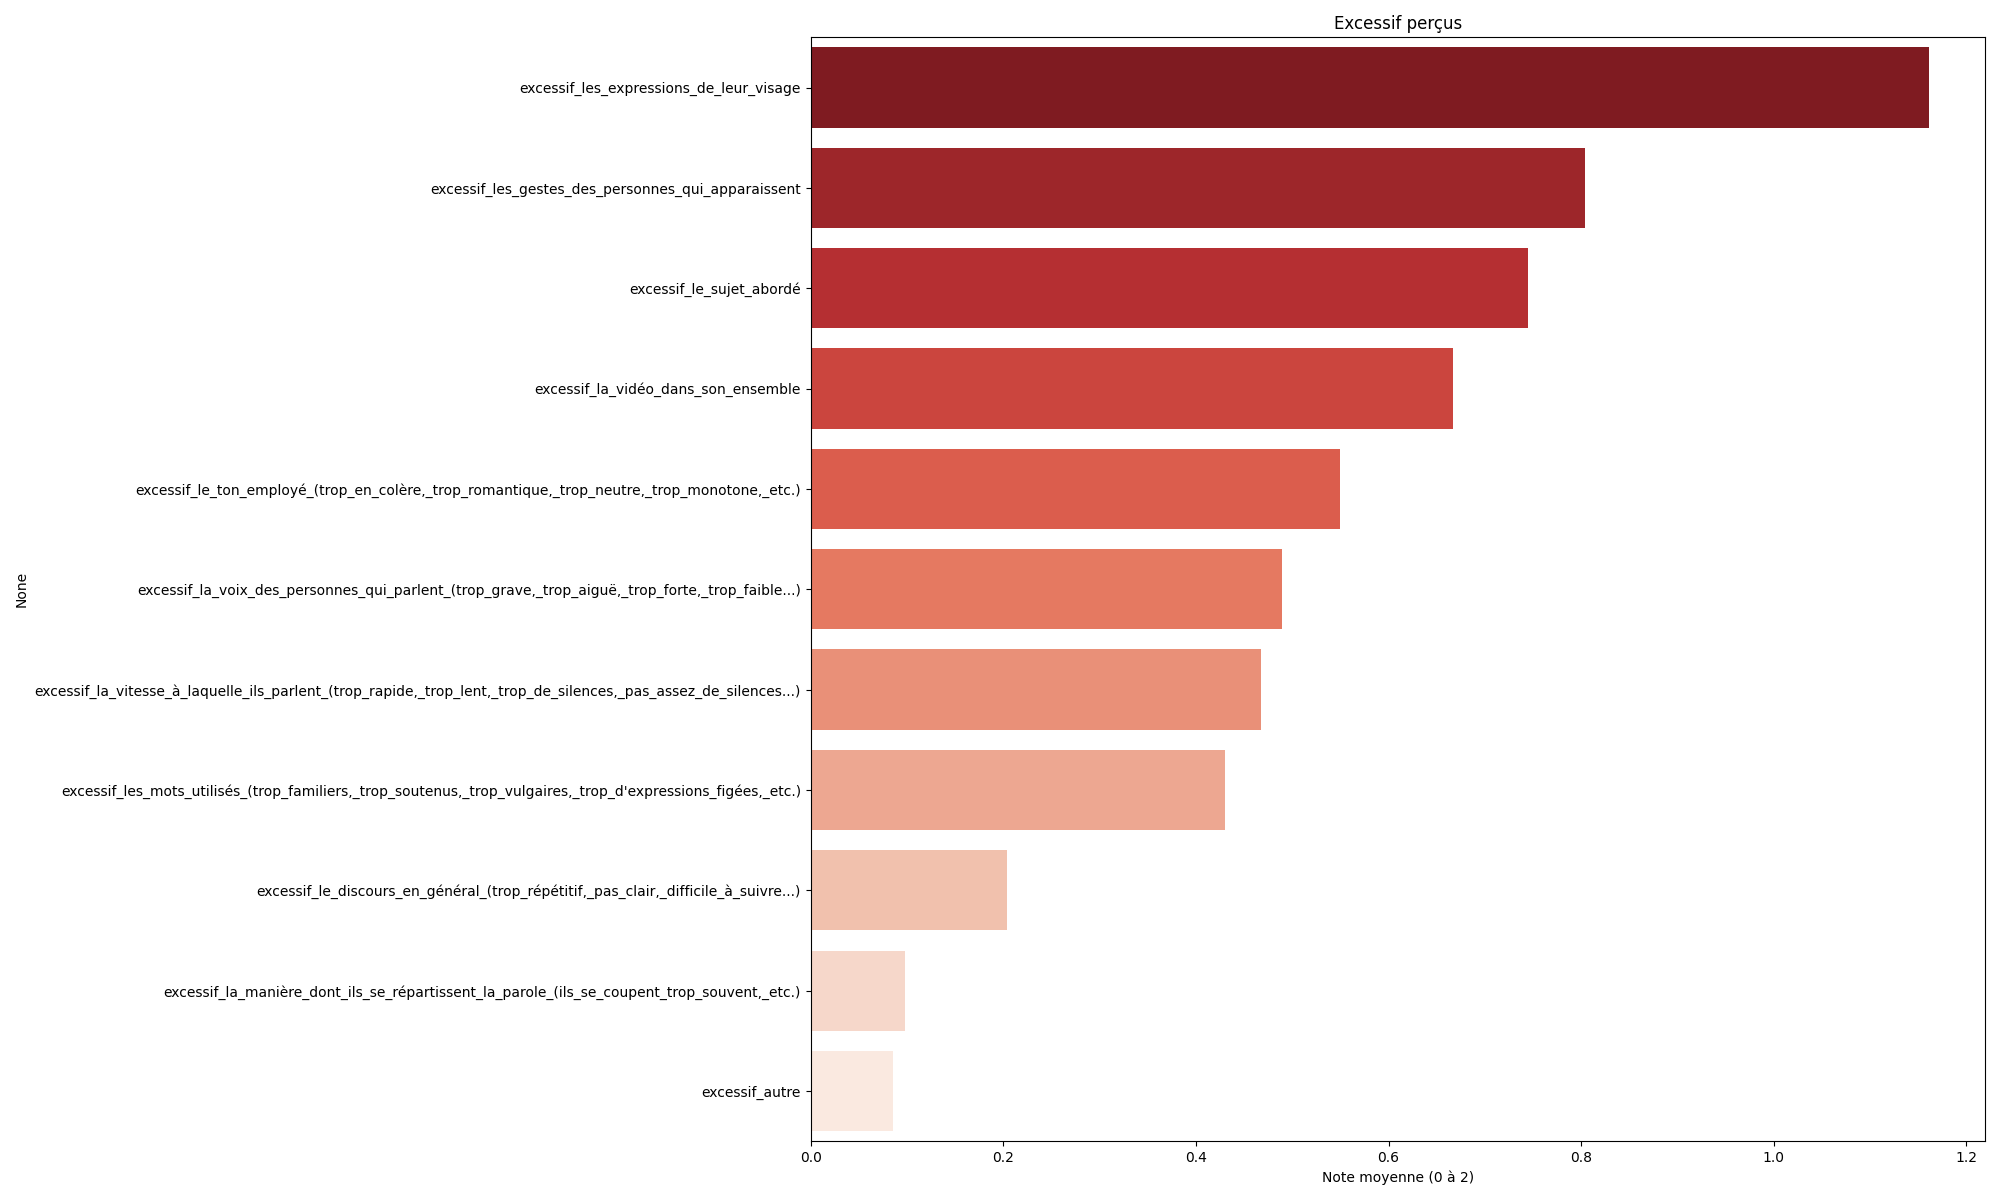 Excessif perçus
excessif_les_expressions_de_leur_visage
excessif_les_gestes_des_personnes_qui_apparaissent
excessif_le_sujet_abordé
excessif_la_vidéo_dans_son_ensemble
excessif_le_ton_employé_(trop_en_colère,_trop_romantique,_trop_neutre,_trop_monotone,_etc.)
excessif_la_voix_des_personnes_qui_parlent_(trop_grave,_trop_aiguë,_trop_forte,_trop_faible...)
excessif_la_vitesse_à_laquelle_ils_parlent_(trop_rapide,_trop_lent,_trop_de_silences,_pas_assez_de_silences...)
excessif_les_mots_utilisés_(trop_familiers,_trop_soutenus,_trop_vulgaires,_trop_d'expressions_figées,_etc.)
excessif_le_discours_en_général_(trop_répétitif,_pas_clair,_difficile_à_suivre...)
excessif_la_manière_dont_ils_se_répartissent_la_parole_(ils_se_coupent_trop_souvent,_etc.)
excessif_autre
None
0.0 0.2 0.4 0.6 0.8 1.0 1.2
Note moyenne (0 à 2)